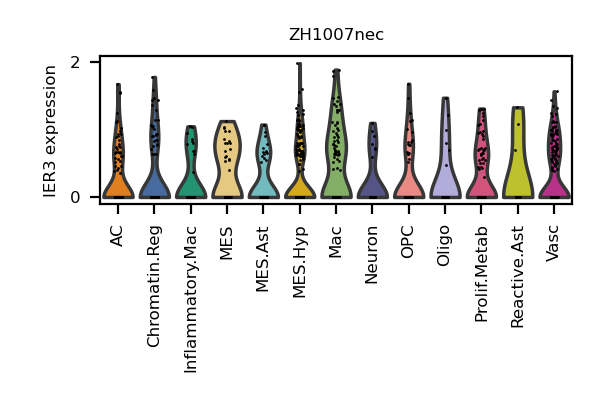 ZH1007nec
IER3 expression
2
0
AC
Chromatin.Reg
Inflammatory.Mac
MES
MES.Ast
MES.Hyp
Mac
Neuron
OPC
Oligo
Prolif.Metab
Reactive.Ast
Vasc